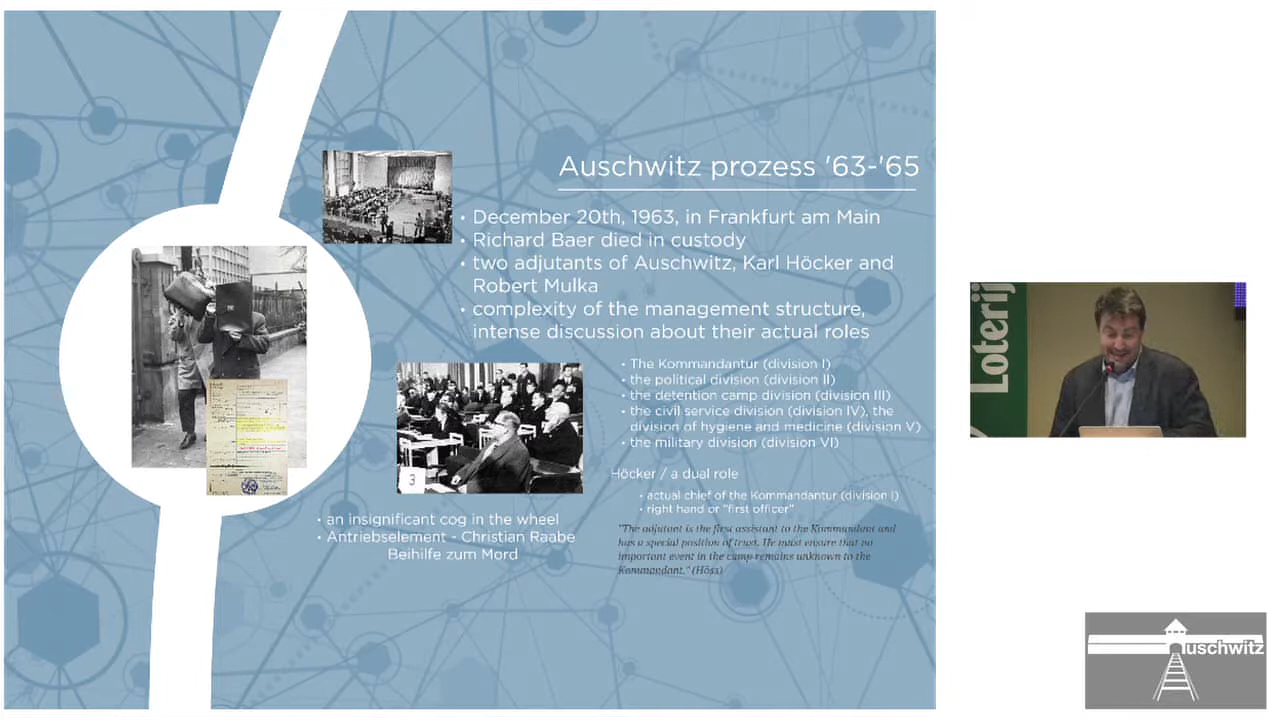 Auschwitz prozess '63-'65
• December 20th, 1963, in Frankfurt am Main
• Richard Baer died in custody
• two adjutants of Auschwitz, Karl Höcker and
Robert Mulka
• complexity of the management structure,
intense discussion about their actual roles
• The Kommandantur (division I)
• the political division (division II)
• the detention camp division (division III)
• the civil service division (division IV), the
division of hygiene and medicine (division V)
• the military division (division VI)
Höcker / a dual role
• actual chief of the Kommandantur (division I)
• right hand or "first officer"
"The adjutant is the first assistant to the Kommandant and
has a special position of trust. He must ensure that no
important event in the camp remains unknown to the
Kommandant." (Höss)
3
• an insignificant cog in the wheel
• Antriebselement - Christian Raabe
Beihilfe zum Mord
Loterij
uschwitz